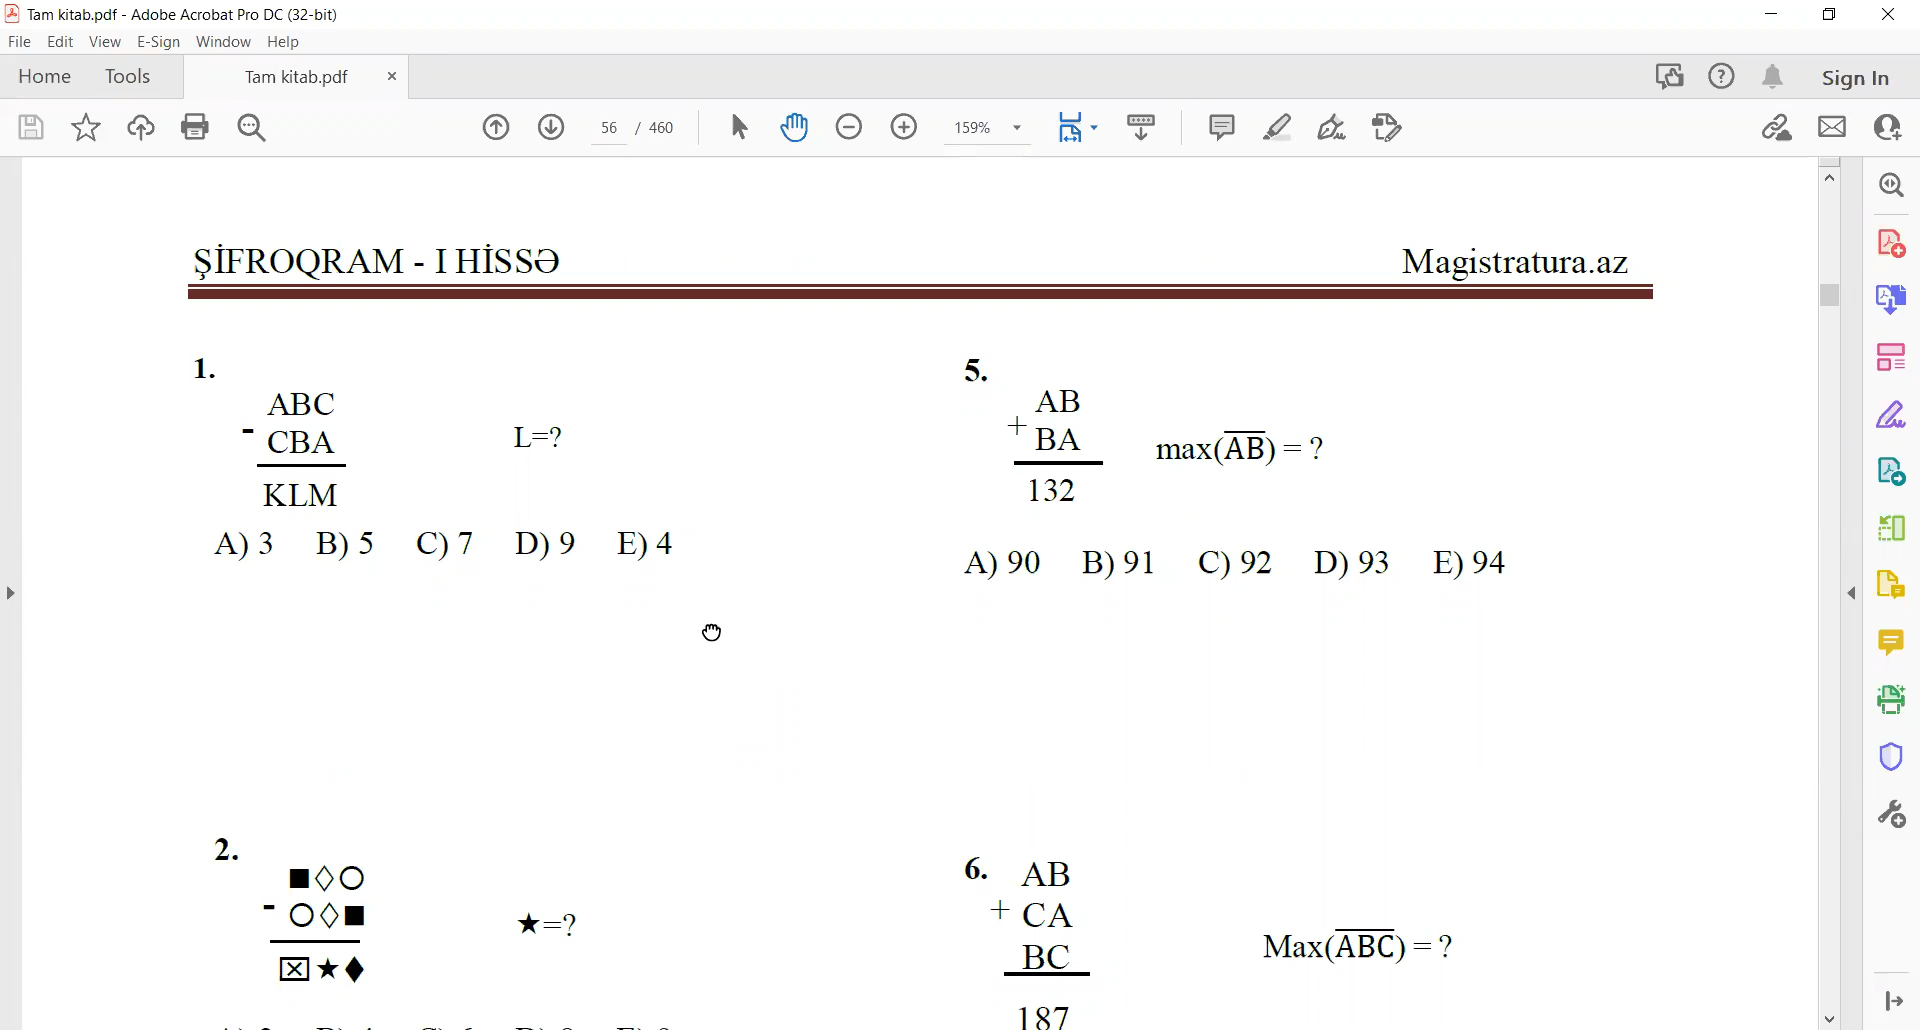 Tam kitab.pdf - Adobe Acrobat Pro DC (32-bit)
File Edit View E-Sign Window Help
Home Tools Tam kitab.pdf × Sign In
56 / 460 159%
ŞİFROQRAM - I HİSSƏ Magistratura.az
1.
ABC
- CBA
L=?
KLM
A) 3 B) 5 C) 7 D) 9 E) 4
2.
■◊○
- ○◊■
★=?
⊠★♦
5.
AB
+ BA
max(A̅B̅) = ?
132
A) 90 B) 91 C) 92 D) 93 E) 94
6. AB
+ CA
BC
Max(A̅B̅C̅) = ?
187